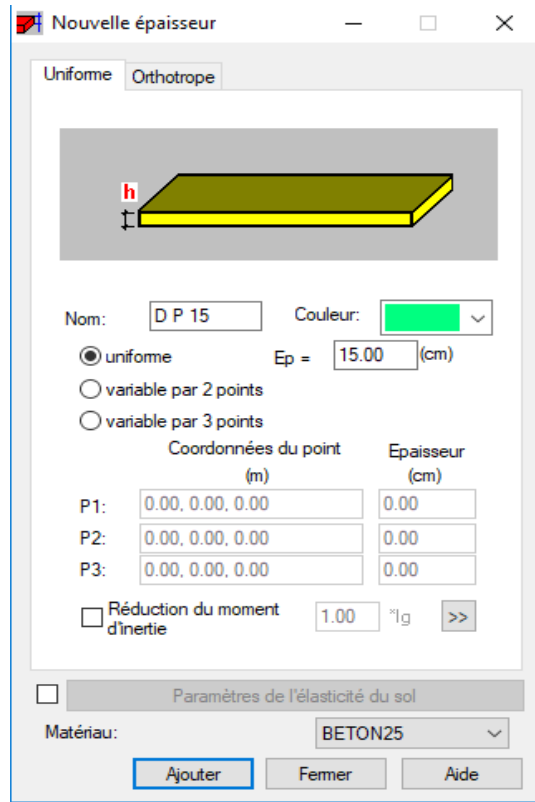 Nouvelle épaisseur
Uniforme Orthotrope
h
Nom: D P 15 Couleur:
uniforme Ep = 15.00 (cm)
variable par 2 points
variable par 3 points
Coordonnées du point Epaisseur
(m) (cm)
P1: 0.00, 0.00, 0.00 0.00
P2: 0.00, 0.00, 0.00 0.00
P3: 0.00, 0.00, 0.00 0.00
Réduction du moment
d'inertie 1.00 *Ig >>
Paramètres de l'élasticité du sol
Matériau: BETON25
Ajouter Fermer Aide